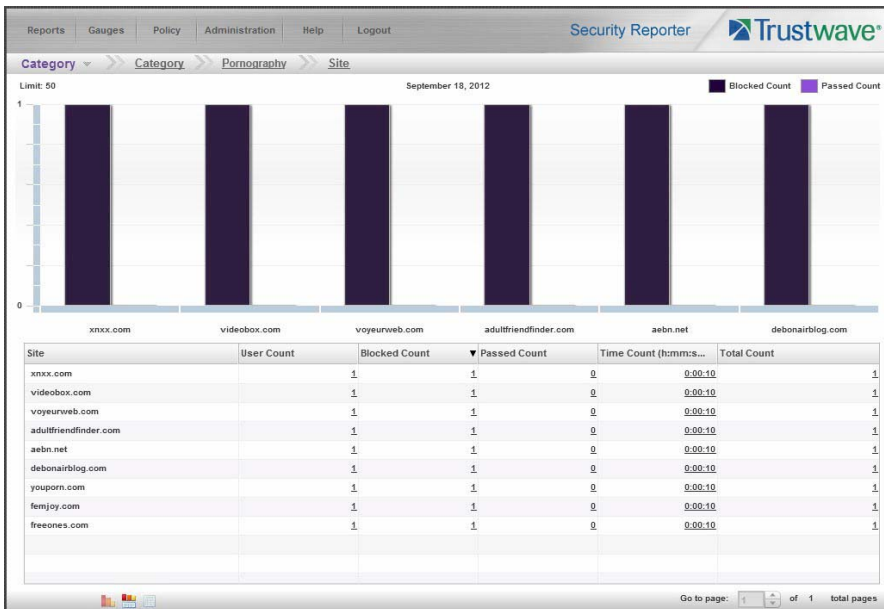 Reports Gauges Policy Administration Help Logout Security Reporter Trustwave®
Category Category Pornography Site
Limit: 50 September 18, 2012 Blocked Count Passed Count
1
0
xnxx.com videobox.com voyeurweb.com adultfriendfinder.com aebn.net debonairblog.com
Site User Count Blocked Count Passed Count Time Count (h:mm:s... Total Count
xnxx.com 1 1 0 0:00:10 1
videobox.com 1 1 0 0:00:10 1
voyeurweb.com 1 1 0 0:00:10 1
adultfriendfinder.com 1 1 0 0:00:10 1
aebn.net 1 1 0 0:00:10 1
debonairblog.com 1 1 0 0:00:10 1
youporn.com 1 1 0 0:00:10 1
femjoy.com 1 1 0 0:00:10 1
freeones.com 1 1 0 0:00:10 1
Go to page: 1 of 1 total pages